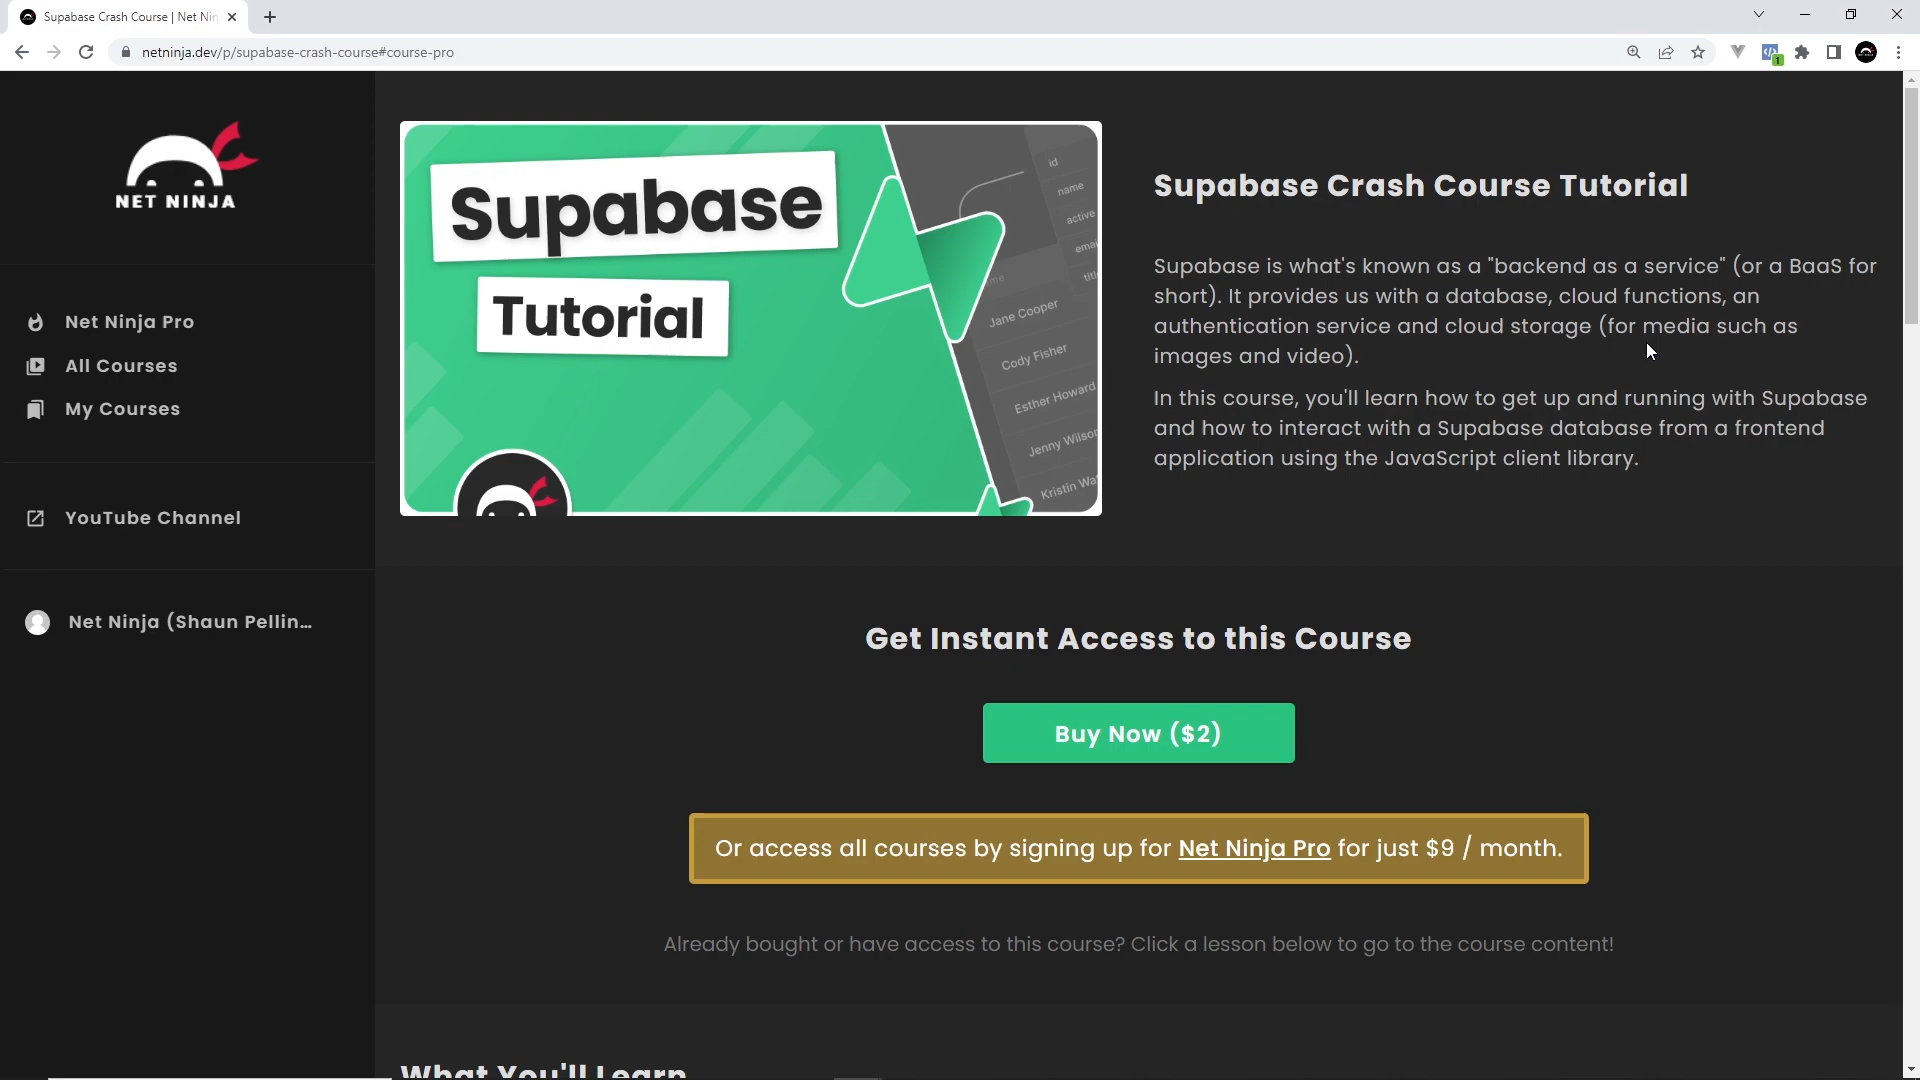 Supabase Crash Course | Net Nin
netninja.dev/p/supabase-crash-course#course-pro
1
NET NINJA
Net Ninja Pro
All Courses
My Courses
YouTube Channel
Net Ninja (Shaun Pellin...
Supabase
Tutorial
id
name
active
emai
titl
me
Jane Cooper
Cody Fisher
Esther Howard
Jenny Wilson
Kristin Wat
Supabase Crash Course Tutorial
Supabase is what's known as a "backend as a service" (or a BaaS for
short). It provides us with a database, cloud functions, an
authentication service and cloud storage (for media such as
images and video).
In this course, you'll learn how to get up and running with Supabase
and how to interact with a Supabase database from a frontend
application using the JavaScript client library.
Get Instant Access to this Course
Buy Now ($2)
Or access all courses by signing up for Net Ninja Pro for just $9 / month.
Already bought or have access to this course? Click a lesson below to go to the course content!
What You'll Learn